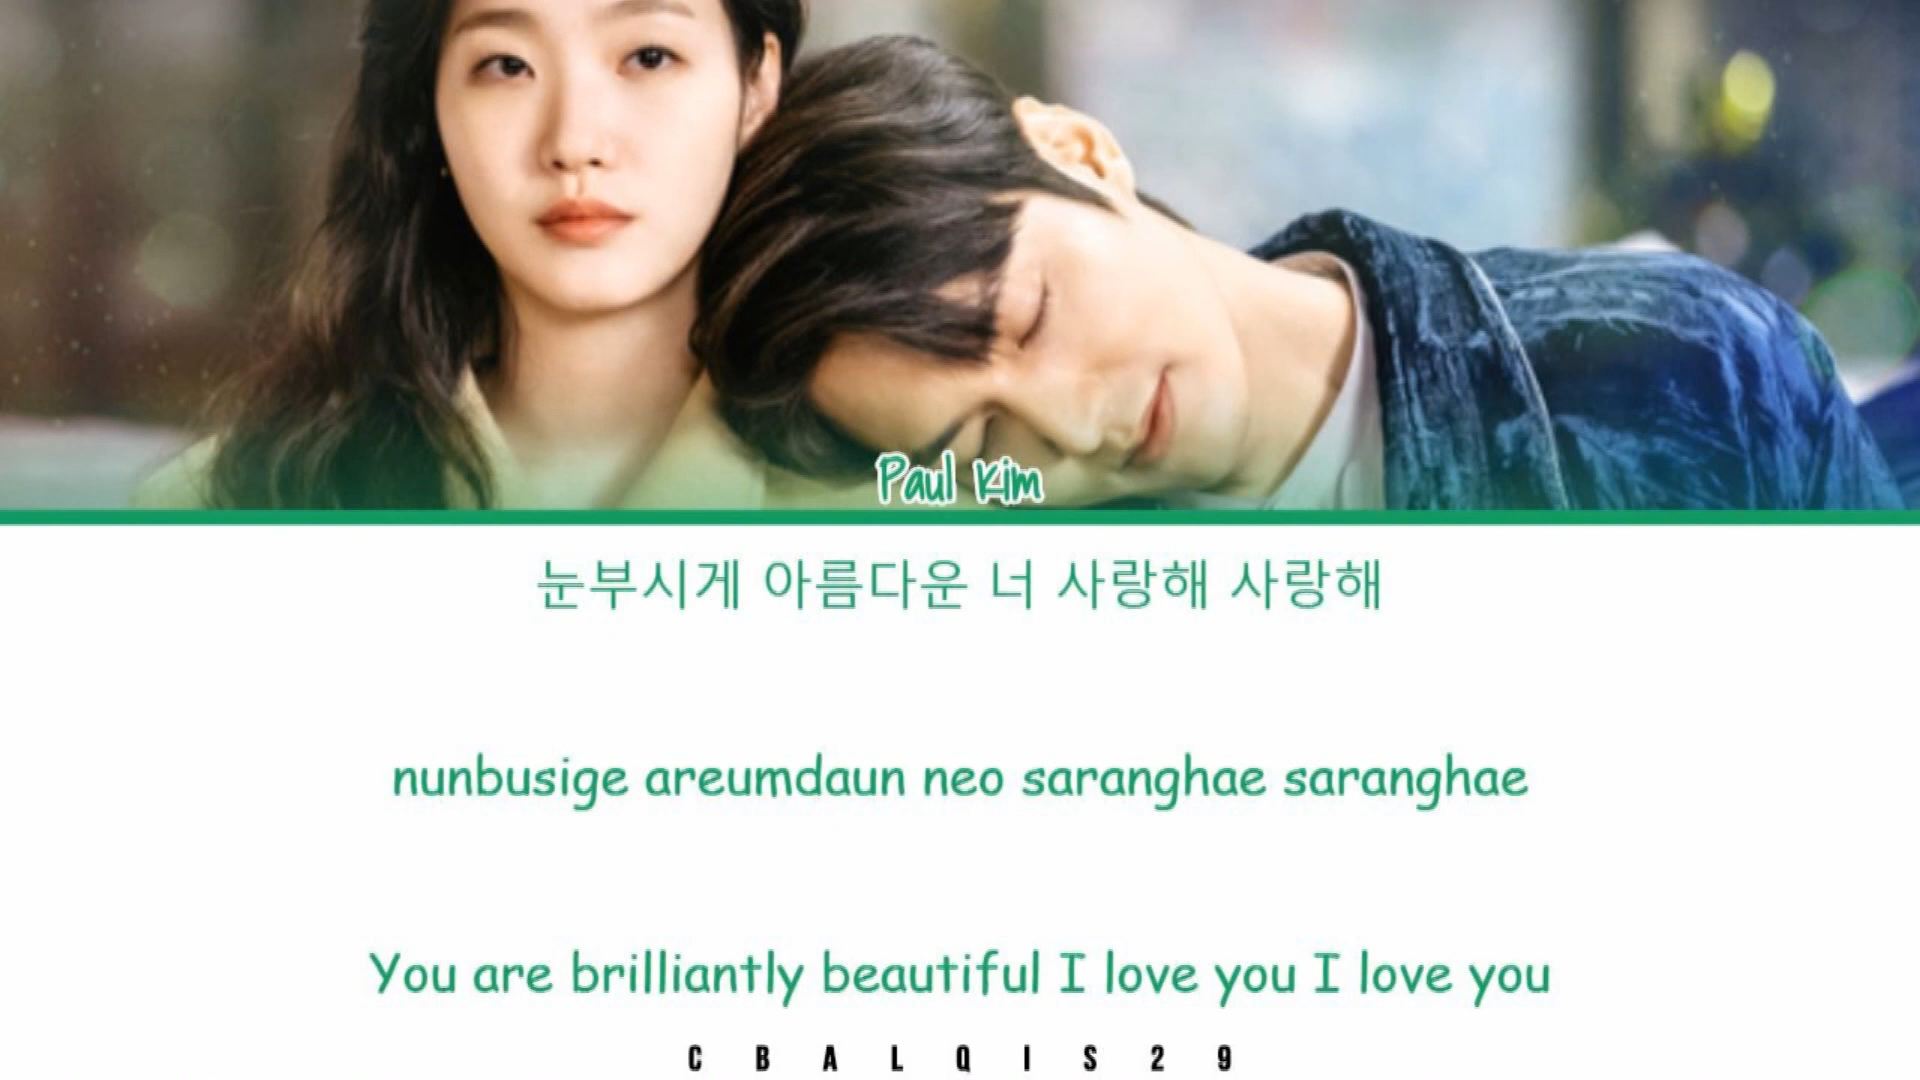 Paul Kim
눈부시게 아름다운 너 사랑해 사랑해
nunbusige areumdaun neo saranghae saranghae
You are brilliantly beautiful I love you I love you
CBALQIS29